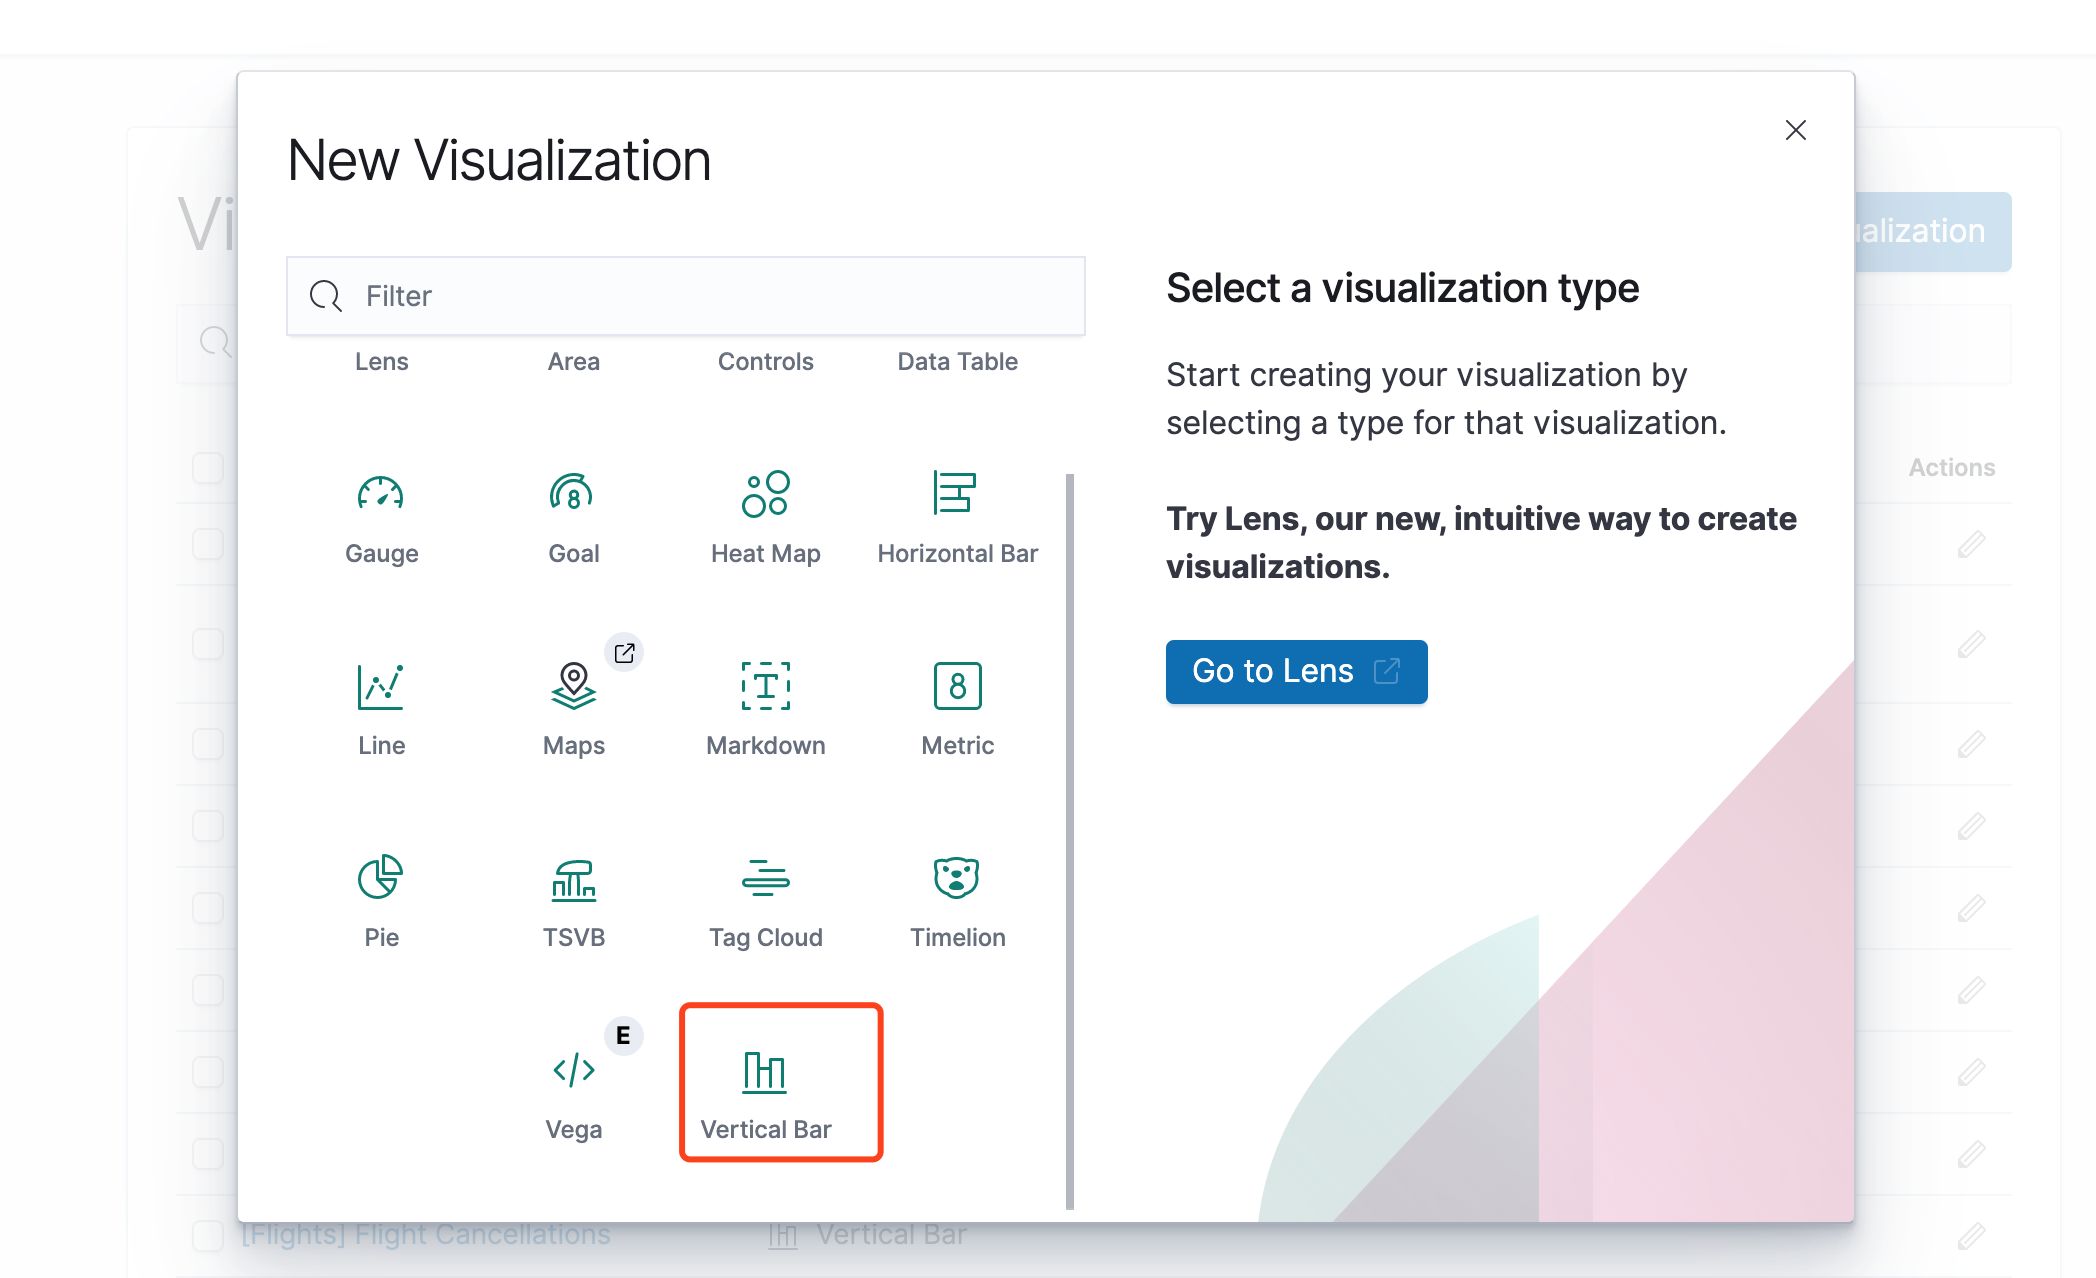 New Visualization
Vi
ualization
Filter
Select a visualization type
Lens Area Controls Data Table
Start creating your visualization by
selecting a type for that visualization.
Actions
Try Lens, our new, intuitive way to create
visualizations.
8
Gauge Goal Heat Map Horizontal Bar
Go to Lens
T 8
Line Maps Markdown Metric
Pie TSVB Tag Cloud Timelion
E
</>
Vega Vertical Bar
[Flights] Flight Cancellations Vertical Bar